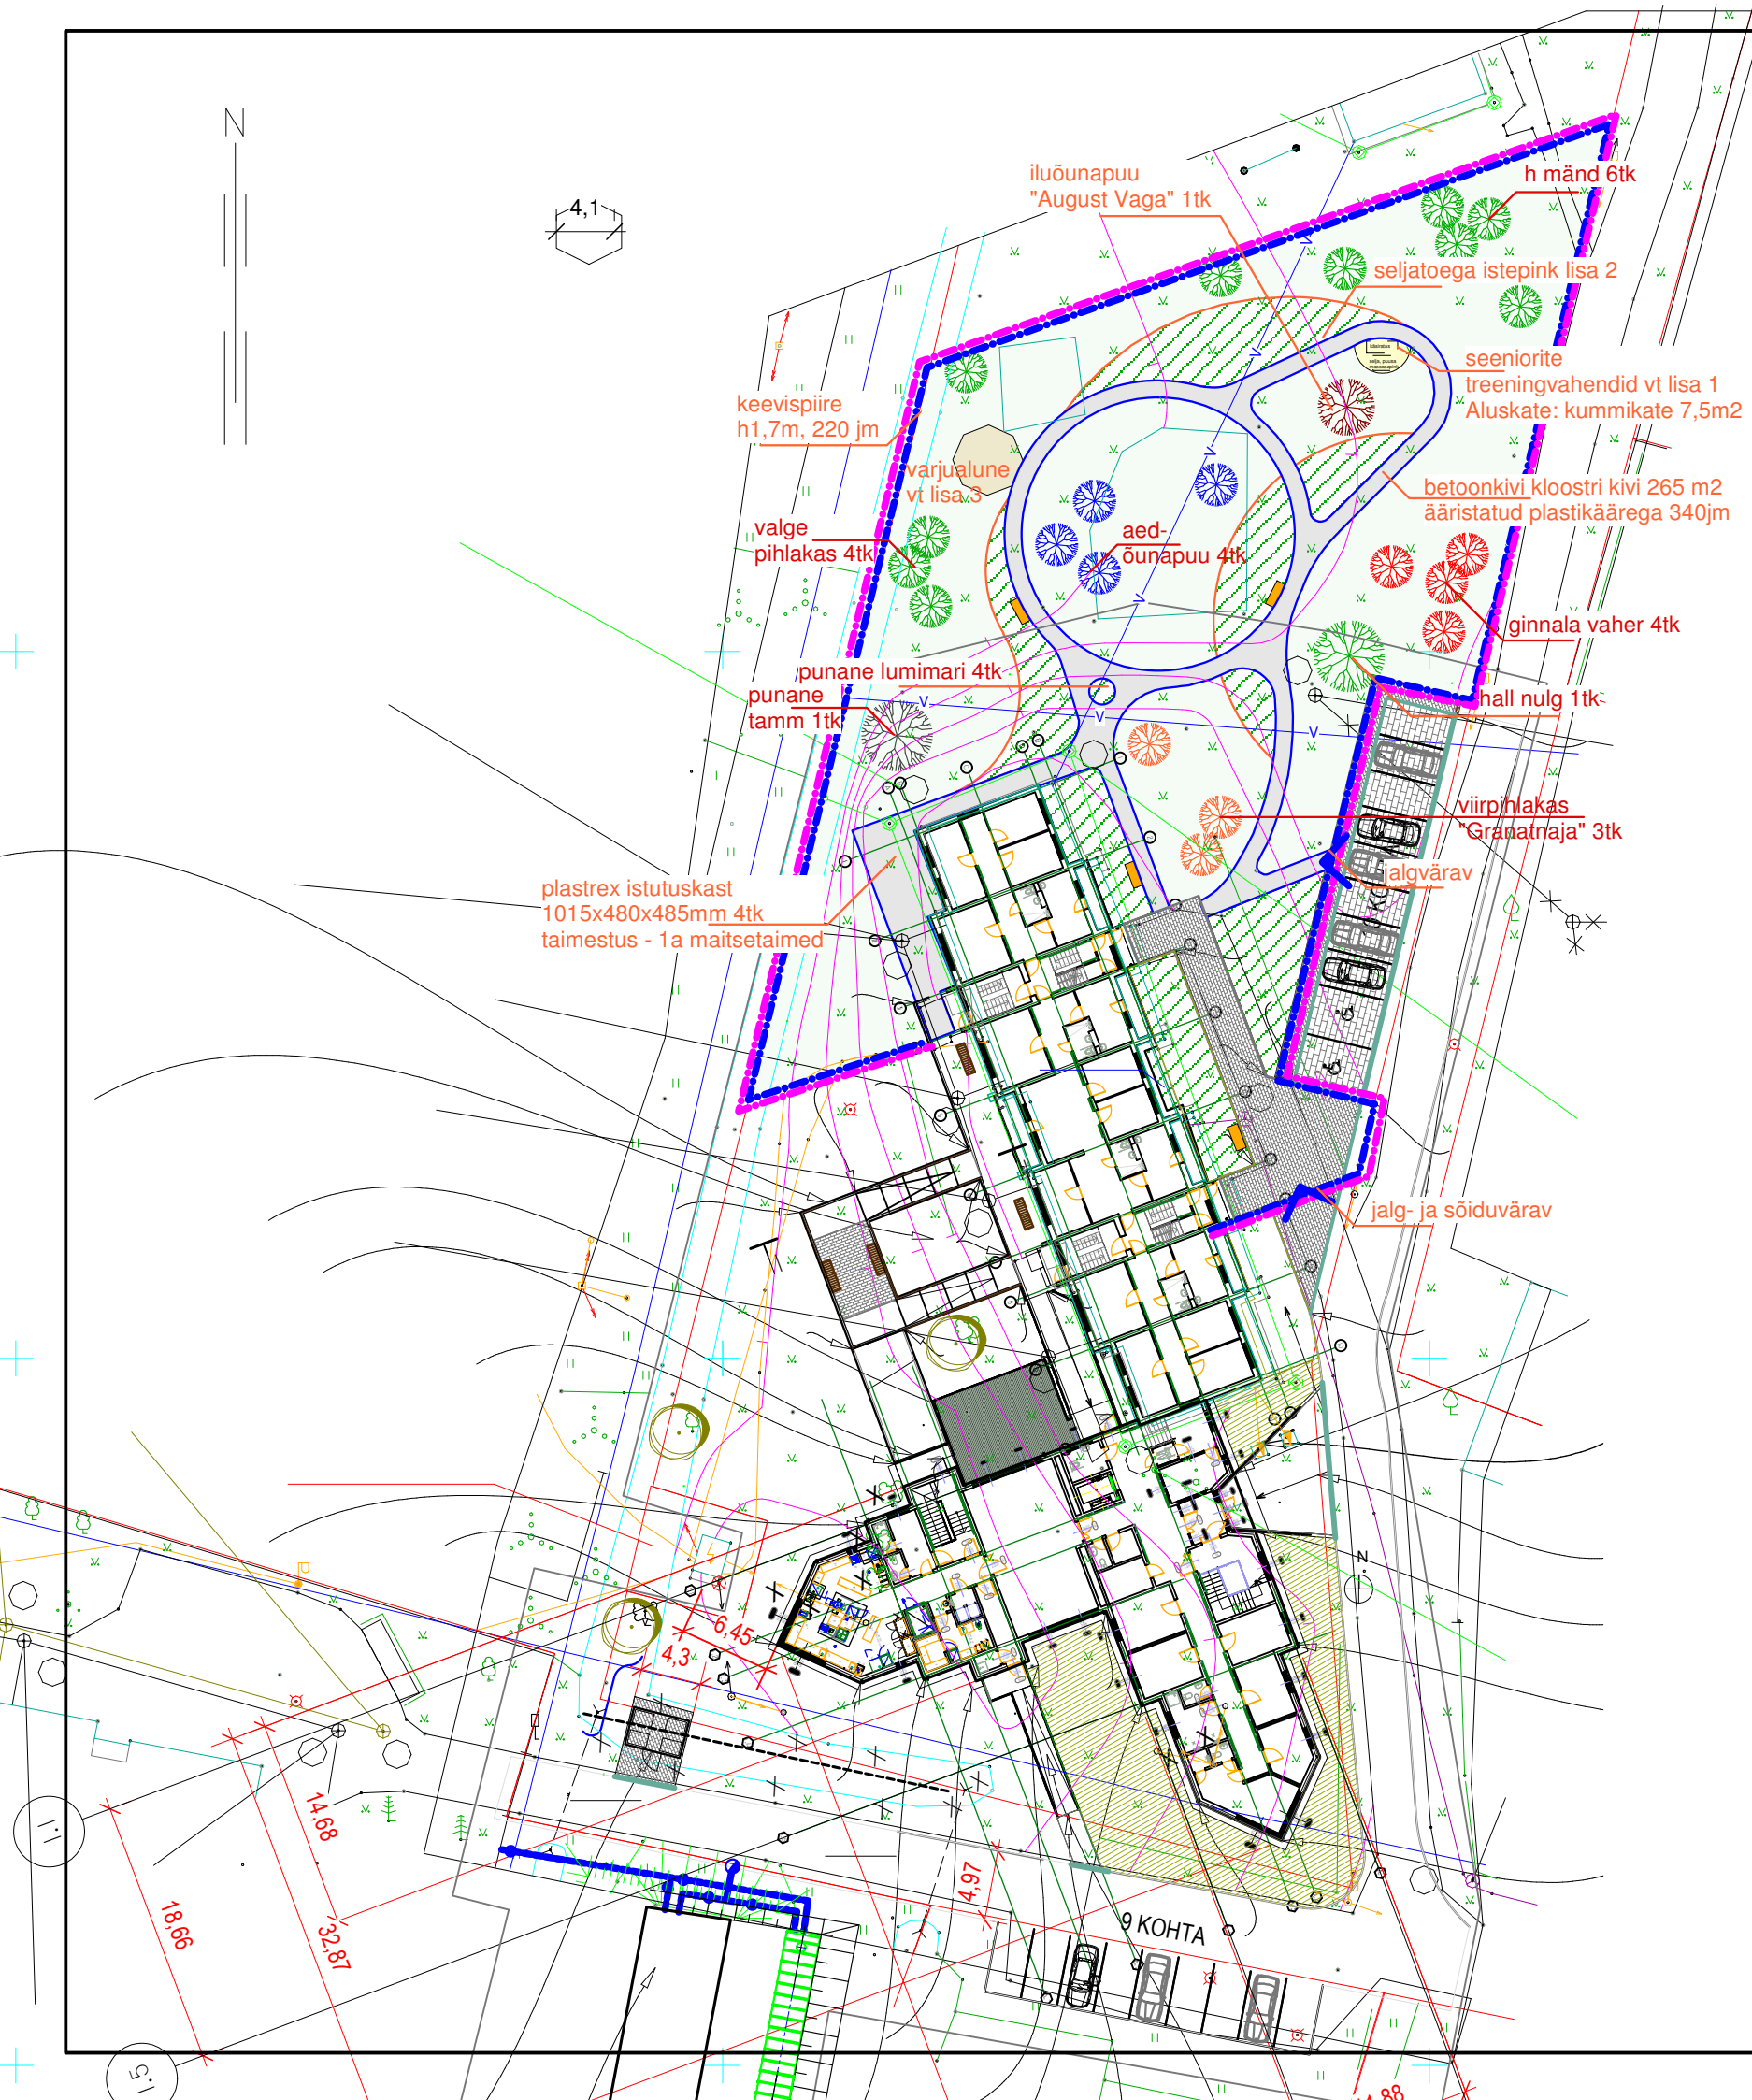 N
4,1
iluõunapuu
"August Vaga" 1tk
h mänd 6tk
seljatoega istepink lisa 2
seeniorite
treeningvahendid vt lisa 1
Aluskate: kummikate 7,5m2
keevispiire
h1,7m, 220 jm
varjualune
vt lisa 3
betoonkivi kloostri kivi 265 m2
ääristatud plastikäärega 340jm
valge
pihlakas 4tk
aed-
õunapuu 4tk
ginnala vaher 4tk
punane lumimari 4tk
punane
tamm 1tk
hall nulg 1tk
V
V
V
viirpihlakas
"Granatnaja" 3tk
jalgvärav
plastrex istutuskast
1015x480x485mm 4tk
taimestus - 1a maitsetaimed
jalg- ja sõiduvärav
N
6,45
4,3
14,68
18,66
32,87
4,97
9 KOHTA
1.5